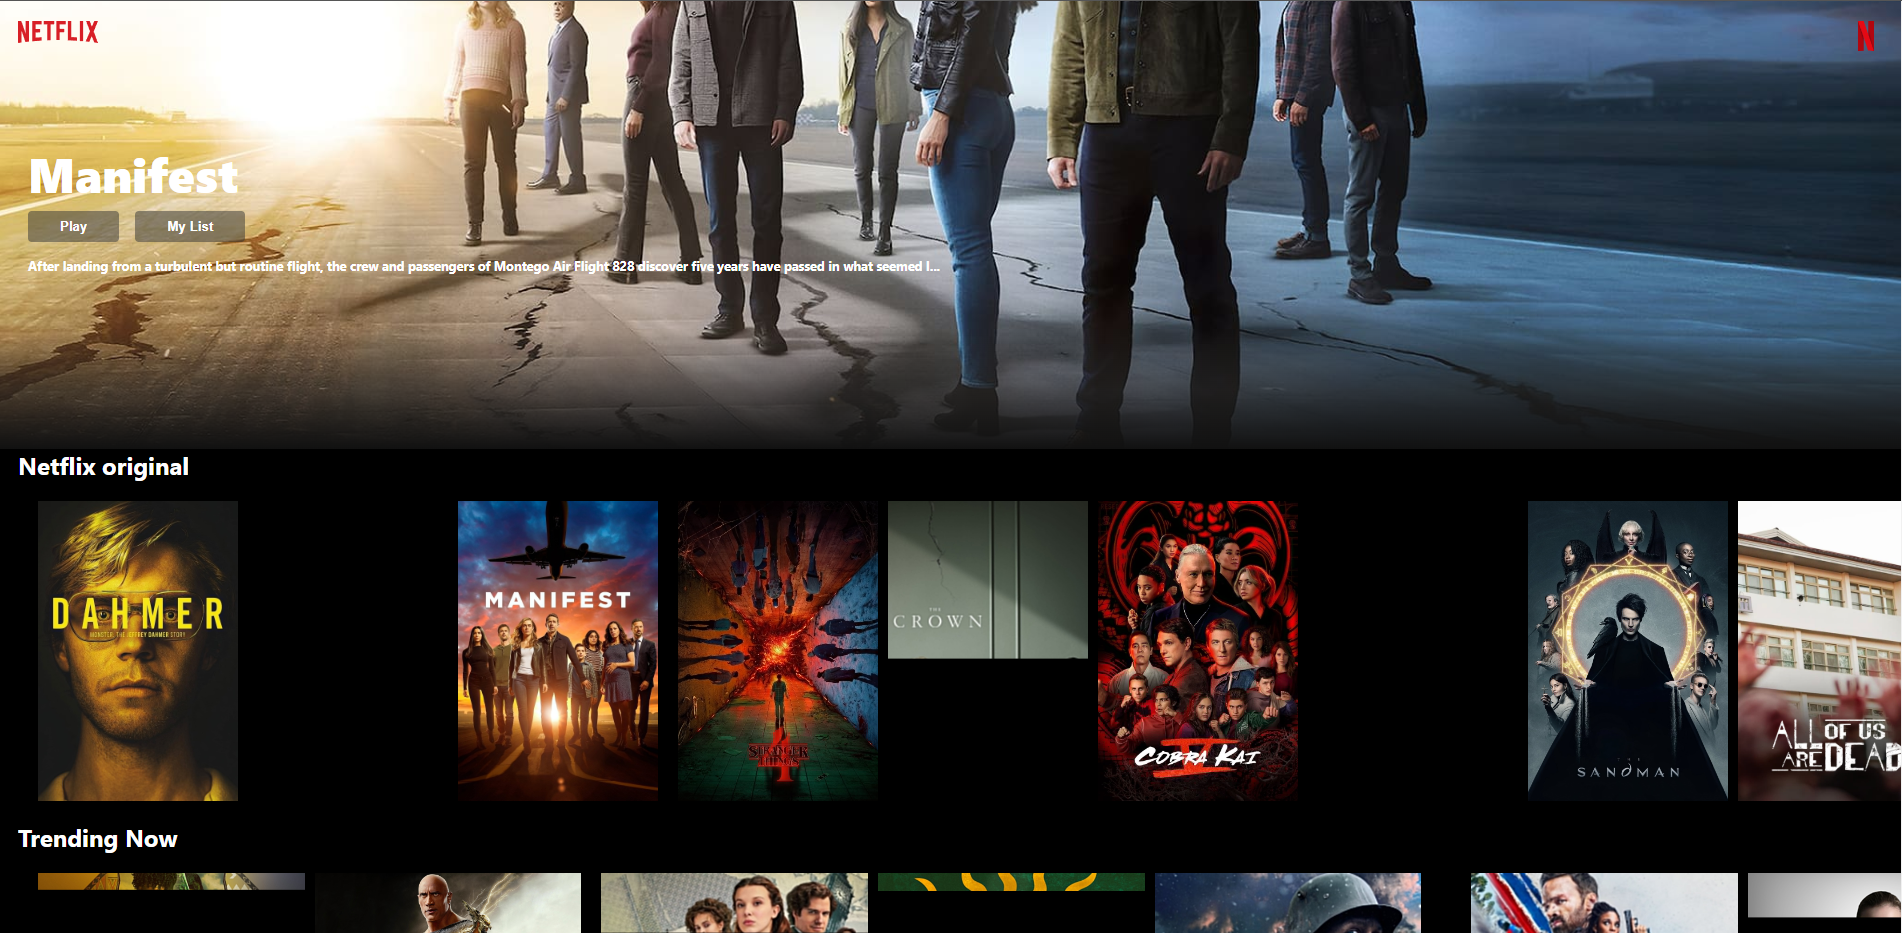 NETFLIX
N
Manifest
Play
My List
After landing from a turbulent but routine flight, the crew and passengers of Montego Air Flight 828 discover five years have passed in what seemed l...
Netflix original
DAHMER
MONSTER: THE JEFFREY DAHMER STORY
MANIFEST
STRANGER
THINGS
4
THE
CROWN
COBRA KAI
V
THE
SANDMAN
ALL OF US
ARE DEAD
Trending Now